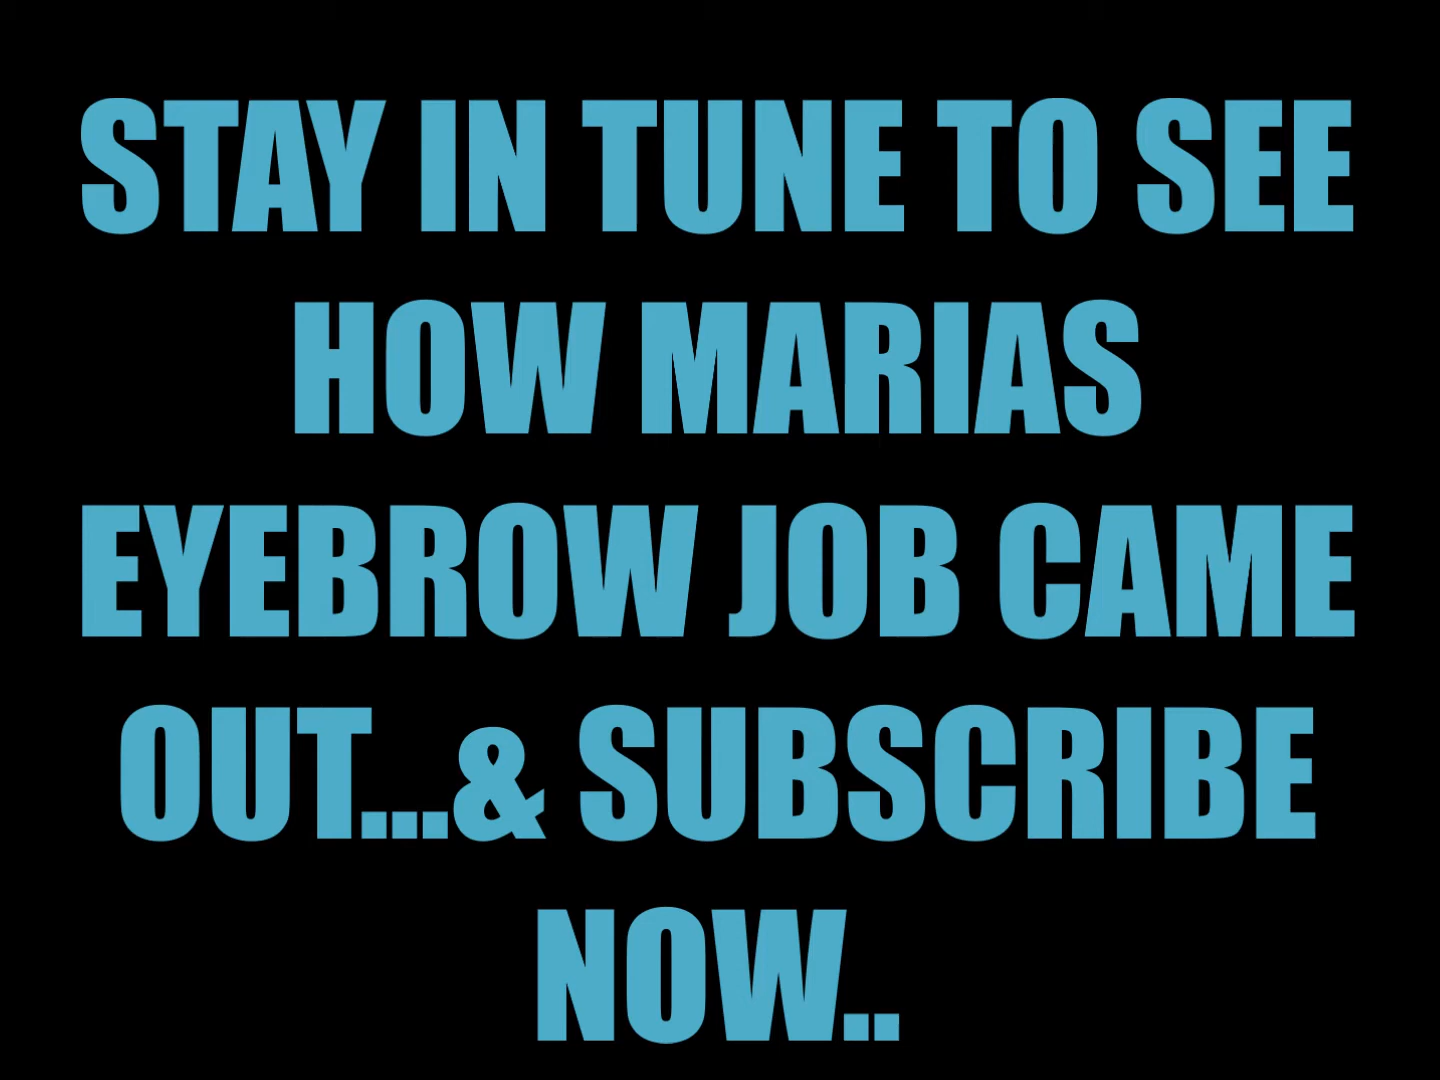 STAY IN TUNE TO SEE
HOW MARIAS
EYEBROW JOB CAME
OUT...& SUBSCRIBE
NOW..